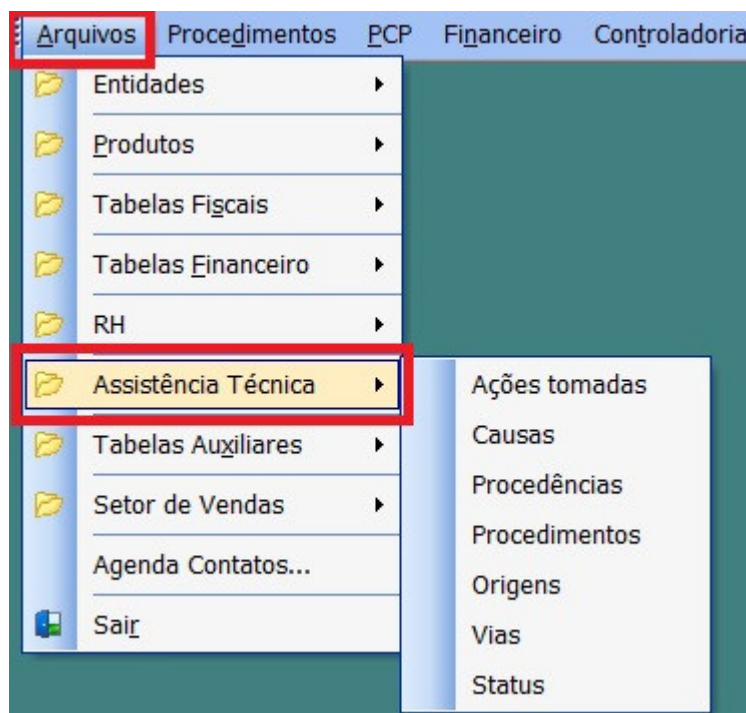 Arquivos Procedimentos PCP Financeiro Controladoria
Entidades
Produtos
Tabelas Fiscais
Tabelas Financeiro
RH
Assistência Técnica
Tabelas Auxiliares
Setor de Vendas
Agenda Contatos...
Sair
Ações tomadas
Causas
Procedências
Procedimentos
Origens
Vias
Status